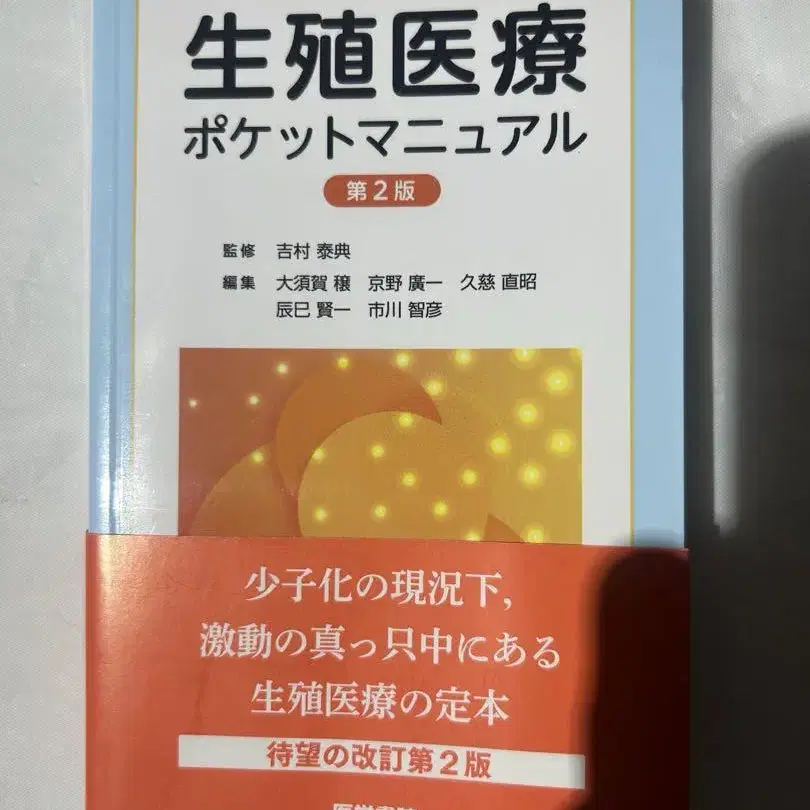 生殖医療
ポケットマニュアル
第2版
監修 吉村 泰典
編集 大須賀 穣 京野 廣一 久慈 直昭
辰巳 賢一 市川 智彦
少子化の現況下,
激動の真っ只中にある
生殖医療の定本
待望の改訂第2版